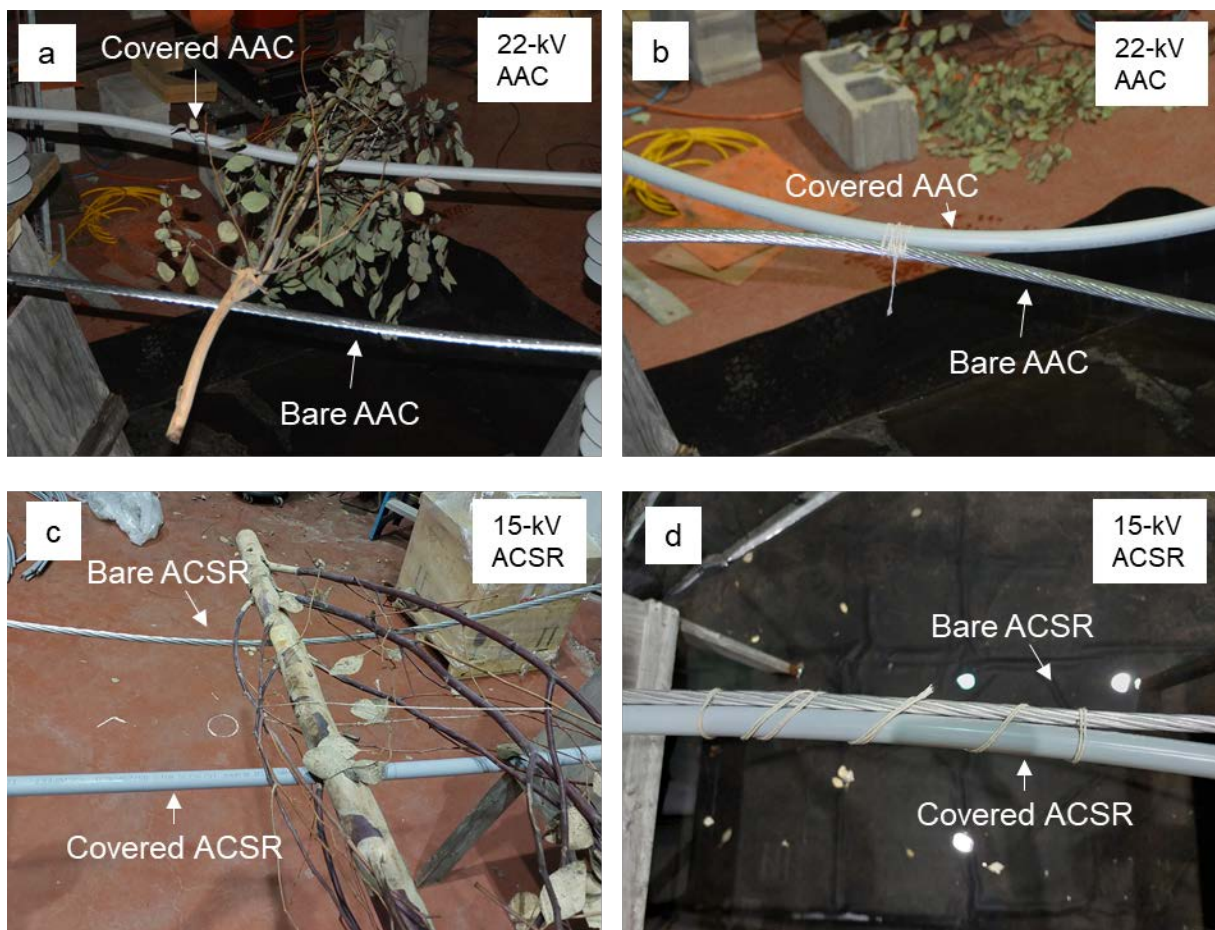 a
Covered AAC
22-kV
AAC
Bare AAC
b
22-kV
AAC
Covered AAC
Bare AAC
c
15-kV
ACSR
Bare ACSR
Covered ACSR
d
15-kV
ACSR
Bare ACSR
Covered ACSR